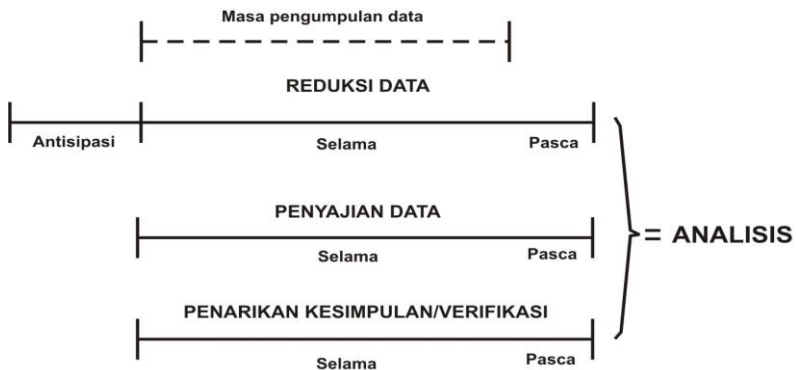 Masa pengumpulan data
REDUKSI DATA
Antisipasi
Selama
Pasca
PENYAJIAN DATA
Selama
Pasca
= ANALISIS
PENARIKAN KESIMPULAN/VERIFIKASI
Selama
Pasca